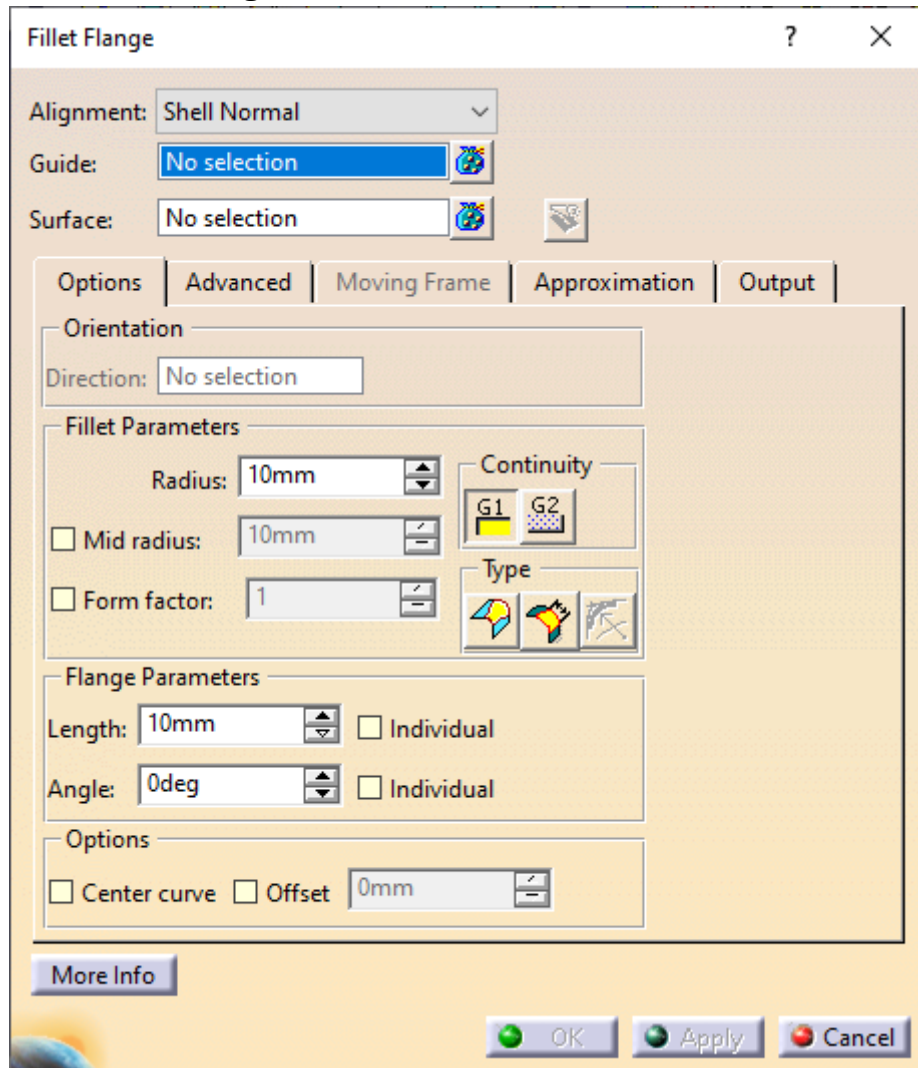 Fillet Flange ? ×
Alignment: Shell Normal
Guide: No selection
Surface: No selection
Options Advanced Moving Frame Approximation Output
Orientation
Direction: No selection
Fillet Parameters
Radius: 10mm
Continuity
G1 G2
Mid radius: 10mm
Type
Form factor: 1
Flange Parameters
Length: 10mm Individual
Angle: 0deg Individual
Options
Center curve Offset 0mm
More Info
OK Apply Cancel